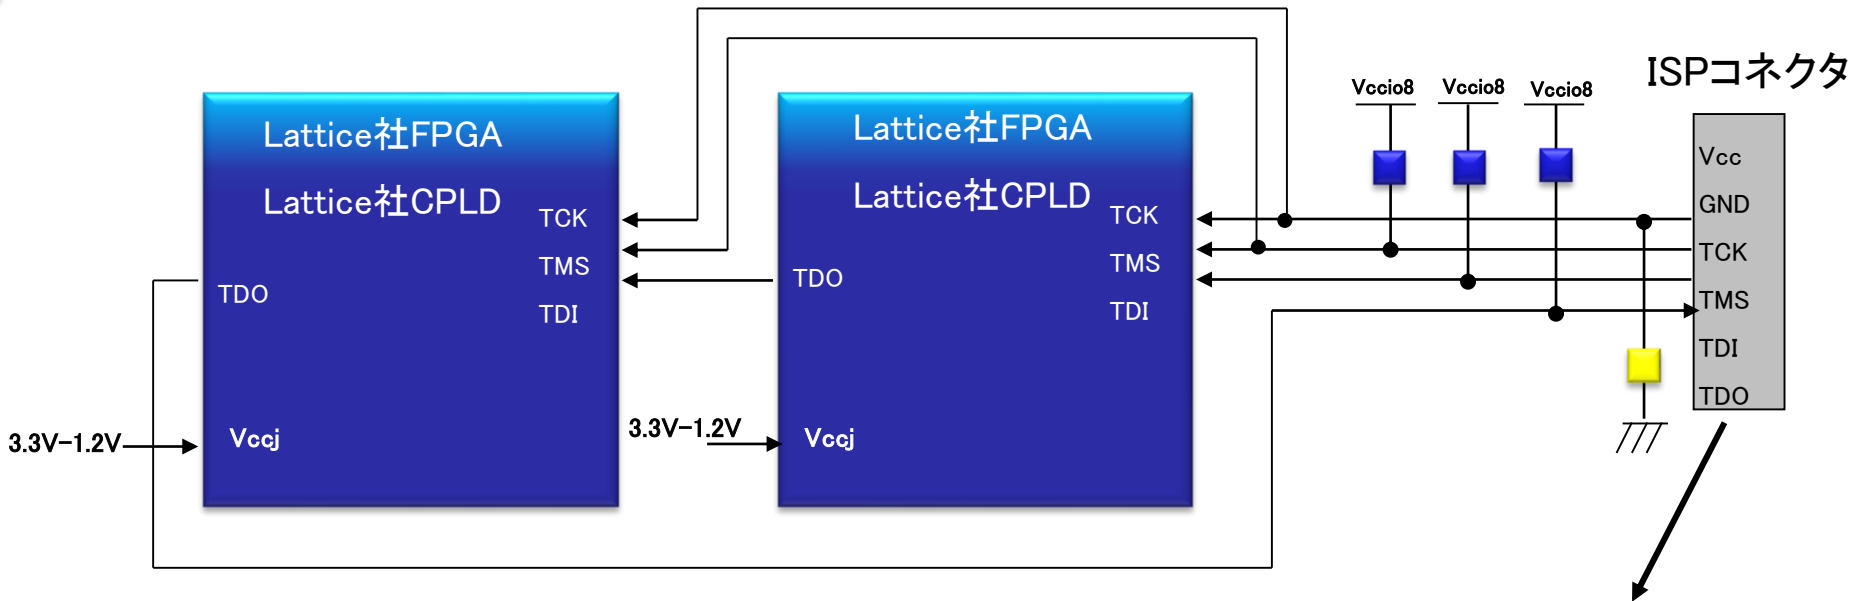 ISPコネクタ
Vccio8
Vccio8
Vccio8
Lattice社FPGA
Lattice社CPLD
TCK
TMS
TDI
TDO
Vccj
3.3V-1.2V
Lattice社FPGA
Lattice社CPLD
TCK
TMS
TDI
TDO
Vccj
3.3V-1.2V
Vcc
GND
TCK
TMS
TDI
TDO